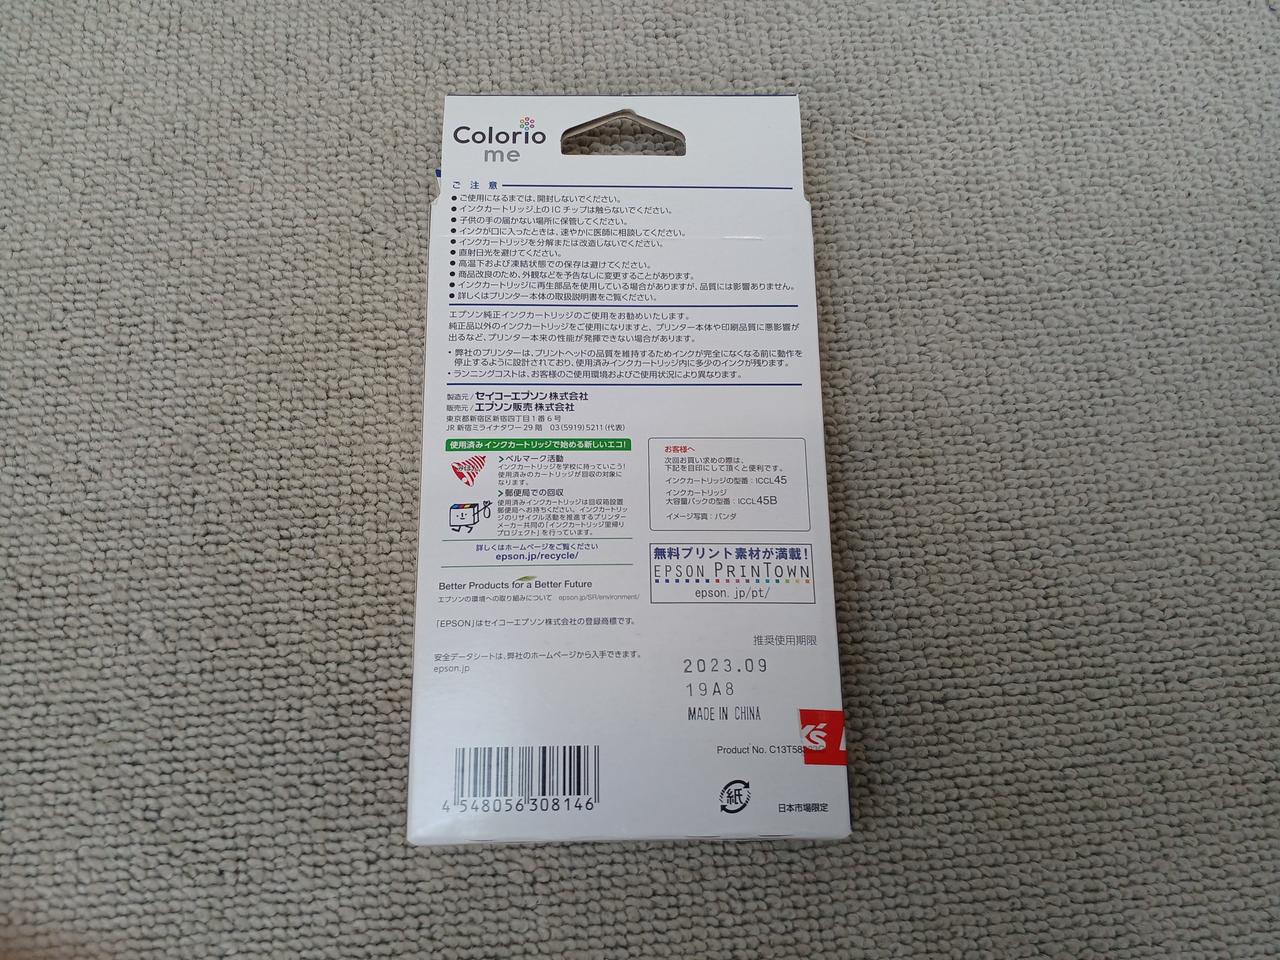 Colorio
me
ご注意
●ご使用になるまでは、開封しないでください。
●インクカートリッジ上のICチップは触らないでください。
●子供の手の届かない場所に保管してください。
●インクが口に入ったときは、速やかに医師に相談してください。
●インクカートリッジを分解または改造しないでください。
●直射日光を避けてください。
●高温下および凍結状態での保存は避けてください。
●商品改良のため、外観などを予告なしに変更することがあります。
●インクカートリッジに再生部品を使用している場合がありますが、品質には影響ありません。
●詳しくはプリンター本体の取扱説明書をご覧ください。
エプソン純正インクカートリッジのご使用をお勧めいたします。
純正品以外のインクカートリッジをご使用になりますと、プリンター本体や印刷品質に悪影響が
出るなど、プリンター本来の性能が発揮できない場合があります。
・弊社のプリンターは、プリントヘッドの品質を維持するためインクが完全になくなる前に動作を
停止するように設計されており、使用済みインクカートリッジ内に多少のインクが残ります。
・ランニングコストは、お客様のご使用環境およびご使用状況により異なります。
製造元/セイコーエプソン株式会社
販売元/エプソン販売株式会社
東京都新宿区新宿四丁目1番6号
JR新宿ミライナタワー29階 03(5919)5211(代表)
使用済みインクカートリッジで始める新しいエコ!
>ベルマーク活動
インクカートリッジを学校に持っていこう!
使用済みのカートリッジが回収の対象に
なります。
>郵便局での回収
使用済みインクカートリッジは回収箱設置
郵便局へお持ちください。インクカートリッ
ジのリサイクル活動を推進するプリンター
メーカー共同の「インクカートリッジ里帰り
プロジェクト」を行っています。
詳しくはホームページをご覧ください
epson.jp/recycle/
Better Products for a Better Future
エプソンの環境への取り組みについて epson.jp/SR/environment/
「EPSON」はセイコーエプソン株式会社の登録商標です。
安全データシートは、弊社のホームページから入手できます。
epson.jp
お客様へ
次回お買い求めの際は、
下記を目印にして頂くと便利です。
インクカートリッジの型番:ICCL45
インクカートリッジ
大容量パックの型番:ICCL45B
イメージ写真:パンダ
無料プリント素材が満載!
EPSON PRINTOWN
epson.jp/pt/
推奨使用期限
2023.09
19A8
MADE IN CHINA
K's
Product No. C13T58
4 548056 308146
紙
日本市場限定